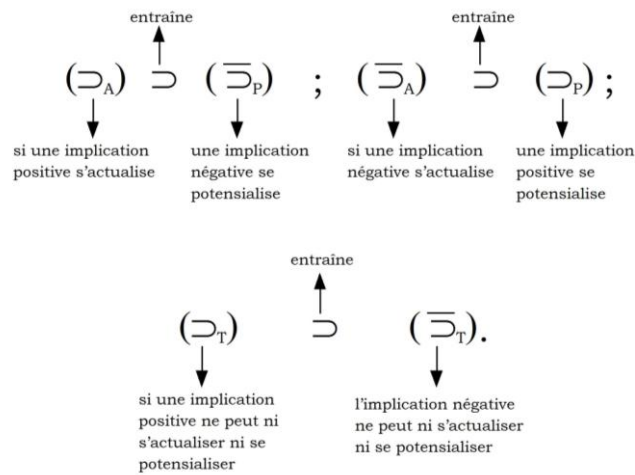 entraîne entraîne
(⊃A) ⊃ (⊃̅P) ; (⊃̅A) ⊃ (⊃P) ;
si une implication une implication si une implication une implication
positive s’actualise négative se négative s’actualise positive se
potensialise potensialise
entraîne
(⊃T) ⊃ (⊃̅T).
si une implication
positive ne peut ni
s’actualiser ni se
potensialiser
l’implication négative
ne peut ni s’actualiser
ni se potensialiser